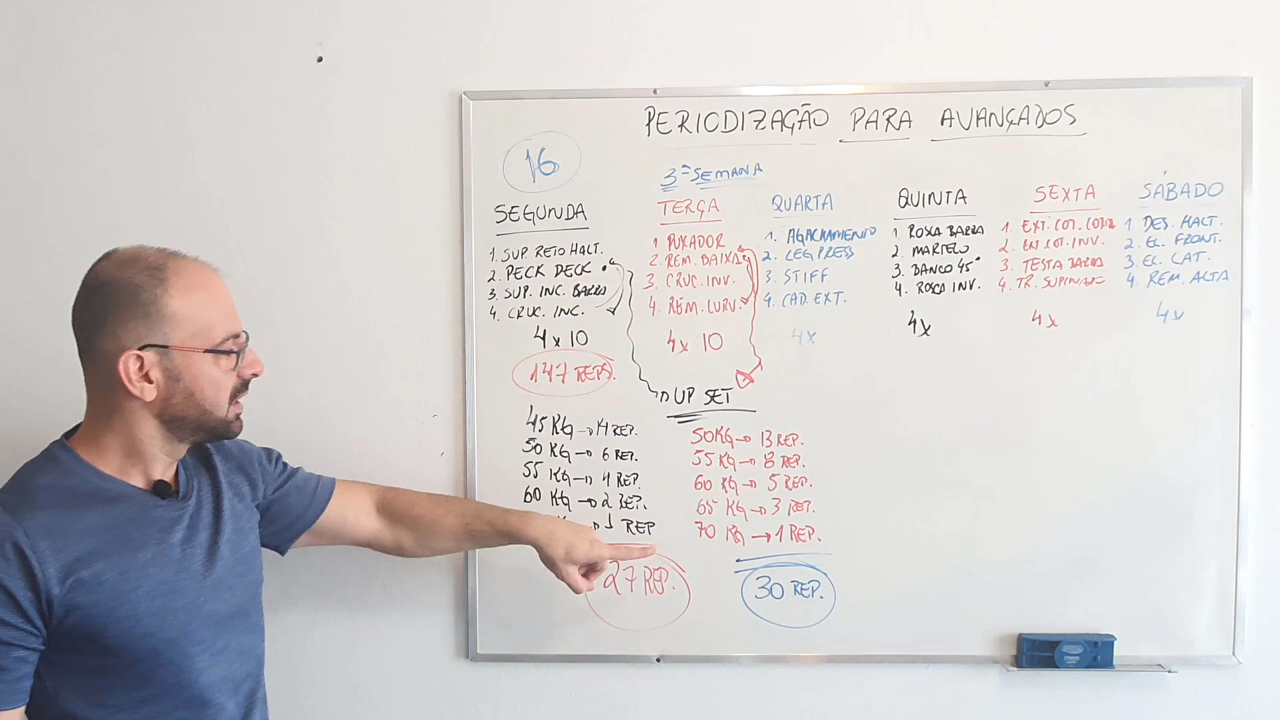 PERIODIZAÇÃO PARA AVANÇADOS
16
3ª SEMANA
SEGUNDA
1. SUP. RETO HALT.
2. PECK DECK
3. SUP. INC. BARRA
4. CRUC. INC.
4 x 10
147 REPS.
TERÇA
1 PUXADOR
2. REM. BAIXA
3. CRUC. INV.
4. REM. CURV.
4 x 10
QUARTA
1. AGACHAMENTO
2. LEG PRESS
3. STIFF
4. CAD. EXT.
4x
QUINTA
1 ROSCA BARRA
2. MARTELO
3. BANCO 45°
4. ROSCA INV.
4x
SEXTA
1. EXT. COT. CORDA
2. EXT. COT. INV.
3. TESTA BARRA
4. TR. SUPINADO
4x
SÁBADO
1 DES. HALT.
2. EL. FRONT.
3. EL. LAT.
4. REM. ALTA
4x
UP SET
45 KG → 14 REP.
50 KG → 6 REP.
55 KG → 4 REP.
60 KG → 2 REP.
1 REP
27 REP.
50KG → 13 REP.
55 KG → 8 REP.
60 KG → 5 REP.
65 KG → 3 REP.
70 KG → 1 REP.
30 REP.